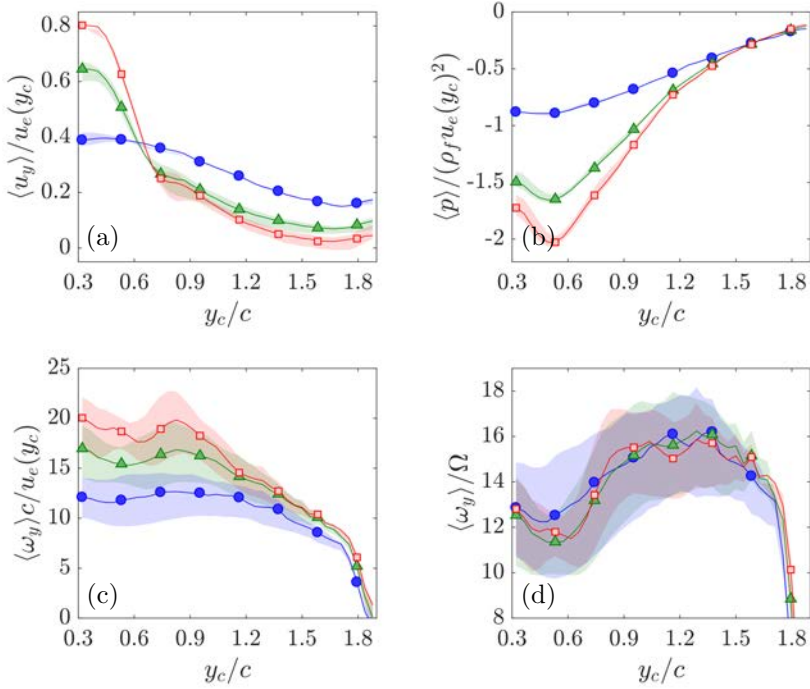 0.8
0.6
0.4
0.2
0
⟨u_y⟩/u_e(y_c)
(a)
0.3 0.6 0.9 1.2 1.5 1.8
y_c/c
0
-0.5
-1
-1.5
-2
⟨p⟩/(ρ_f u_e(y_c)^2)
(b)
0.3 0.6 0.9 1.2 1.5 1.8
y_c/c
25
20
15
10
5
0
⟨ω_y⟩c/u_e(y_c)
(c)
0.3 0.6 0.9 1.2 1.5 1.8
y_c/c
18
16
14
12
10
8
⟨ω_y⟩/Ω
(d)
0.3 0.6 0.9 1.2 1.5 1.8
y_c/c